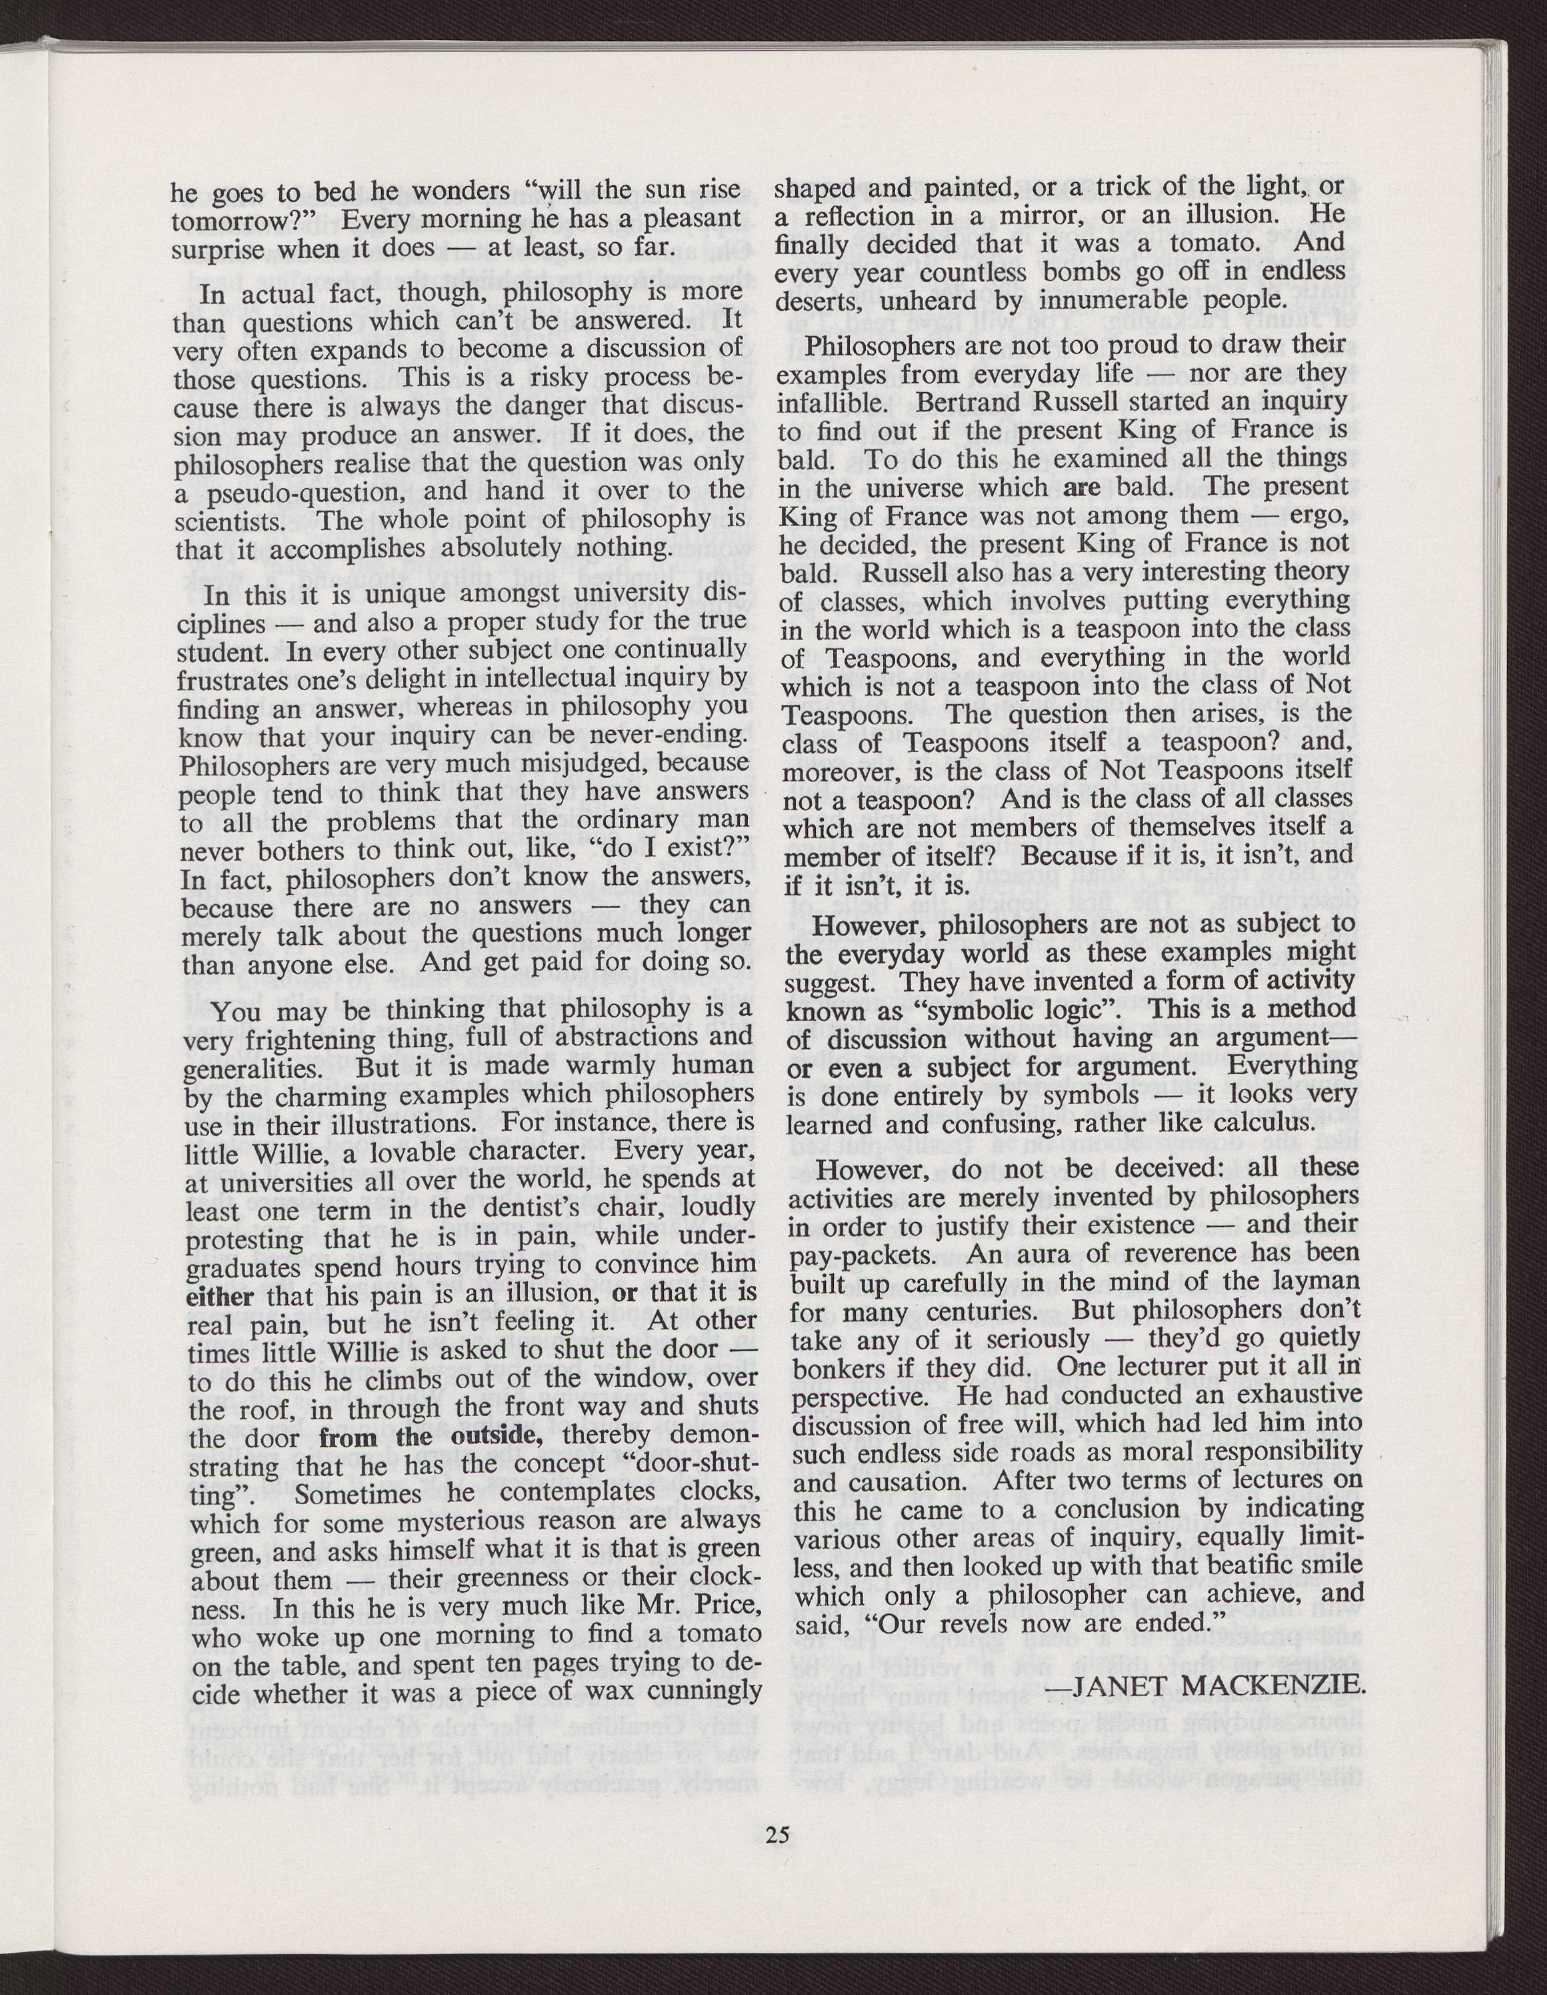 he goes to bed he wonders “will the sun rise
tomorrow?” Every morning he has a pleasant
surprise when it does — at least, so far.
In actual fact, though, philosophy is more
than questions which can’t be answered. It
very often expands to become a discussion of
those questions. This is a risky process be-
cause there is always the danger that discus-
sion may produce an answer. If it does, the
philosophers realise that the question was only
a pseudo-question, and hand it over to the
scientists. The whole point of philosophy is
that it accomplishes absolutely nothing.
In this it is unique amongst university dis-
ciplines — and also a proper study for the true
student. In every other subject one continually
frustrates one’s delight in intellectual inquiry by
finding an answer, whereas in philosophy you
know that your inquiry can be never-ending.
Philosophers are very much misjudged, because
people tend to think that they have answers
to all the problems that the ordinary man
never bothers to think out, like, “do I exist?”
In fact, philosophers don’t know the answers,
because there are no answers — they can
merely talk about the questions much longer
than anyone else. And get paid for doing so.
You may be thinking that philosophy is a
very frightening thing, full of abstractions and
generalities. But it is made warmly human
by the charming examples which philosophers
use in their illustrations. For instance, there is
little Willie, a lovable character. Every year,
at universities all over the world, he spends at
least one term in the dentist’s chair, loudly
protesting that he is in pain, while under-
graduates spend hours trying to convince him
either that his pain is an illusion, or that it is
real pain, but he isn’t feeling it. At other
times little Willie is asked to shut the door —
to do this he climbs out of the window, over
the roof, in through the front way and shuts
the door from the outside, thereby demon-
strating that he has the concept “door-shut-
ting”. Sometimes he contemplates clocks,
which for some mysterious reason are always
green, and asks himself what it is that is green
about them — their greenness or their clock-
ness. In this he is very much like Mr. Price,
who woke up one morning to find a tomato
on the table, and spent ten pages trying to de-
cide whether it was a piece of wax cunningly
shaped and painted, or a trick of the light, or
a reflection in a mirror, or an illusion. He
finally decided that it was a tomato. And
every year countless bombs go off in endless
deserts, unheard by innumerable people.
Philosophers are not too proud to draw their
examples from everyday life — nor are they
infallible. Bertrand Russell started an inquiry
to find out if the present King of France is
bald. To do this he examined all the things
in the universe which are bald. The present
King of France was not among them — ergo,
he decided, the present King of France is not
bald. Russell also has a very interesting theory
of classes, which involves putting everything
in the world which is a teaspoon into the class
of Teaspoons, and everything in the world
which is not a teaspoon into the class of Not
Teaspoons. The question then arises, is the
class of Teaspoons itself a teaspoon? and,
moreover, is the class of Not Teaspoons itself
not a teaspoon? And is the class of all classes
which are not members of themselves itself a
member of itself? Because if it is, it isn’t, and
if it isn’t, it is.
However, philosophers are not as subject to
the everyday world as these examples might
suggest. They have invented a form of activity
known as “symbolic logic”. This is a method
of discussion without having an argument—
or even a subject for argument. Everything
is done entirely by symbols — it looks very
learned and confusing, rather like calculus.
However, do not be deceived: all these
activities are merely invented by philosophers
in order to justify their existence — and their
pay-packets. An aura of reverence has been
built up carefully in the mind of the layman
for many centuries. But philosophers don’t
take any of it seriously — they’d go quietly
bonkers if they did. One lecturer put it all in
perspective. He had conducted an exhaustive
discussion of free will, which had led him into
such endless side roads as moral responsibility
and causation. After two terms of lectures on
this he came to a conclusion by indicating
various other areas of inquiry, equally limit-
less, and then looked up with that beatific smile
which only a philosopher can achieve, and
said, “Our revels now are ended.”
—JANET MACKENZIE.
25